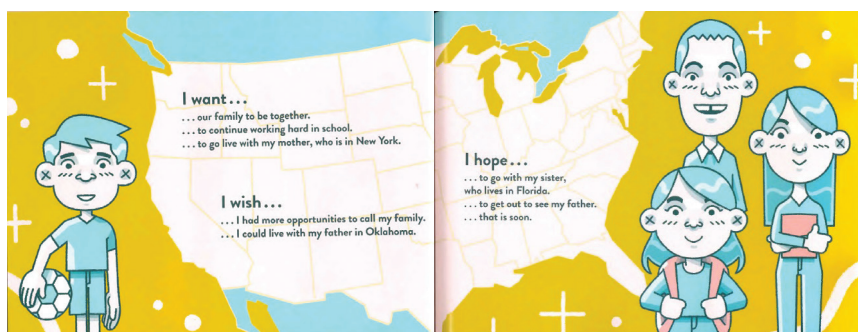 I want...
...our family to be together.
...to continue working hard in school.
...to go live with my mother, who is in New York.
I wish...
...I had more opportunities to call my family.
...I could live with my father in Oklahoma.
I hope...
...to go with my sister,
who lives in Florida.
...to get out to see my father.
...that is soon.